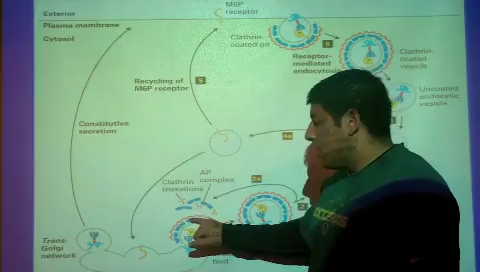 M6P
receptor
Exterior
Plasma membrane
Cytosol
Clathrin-
coated pit
6
Receptor-
mediated
endocytosis
Clathrin-
coated
vesicle
Uncoated
endocytic
vesicle
Recycling of
M6P receptor
5
Constitutive
secretion
4a
AP
complex
Clathrin
triskelions
2a
2
Trans-
Golgi
network
bud